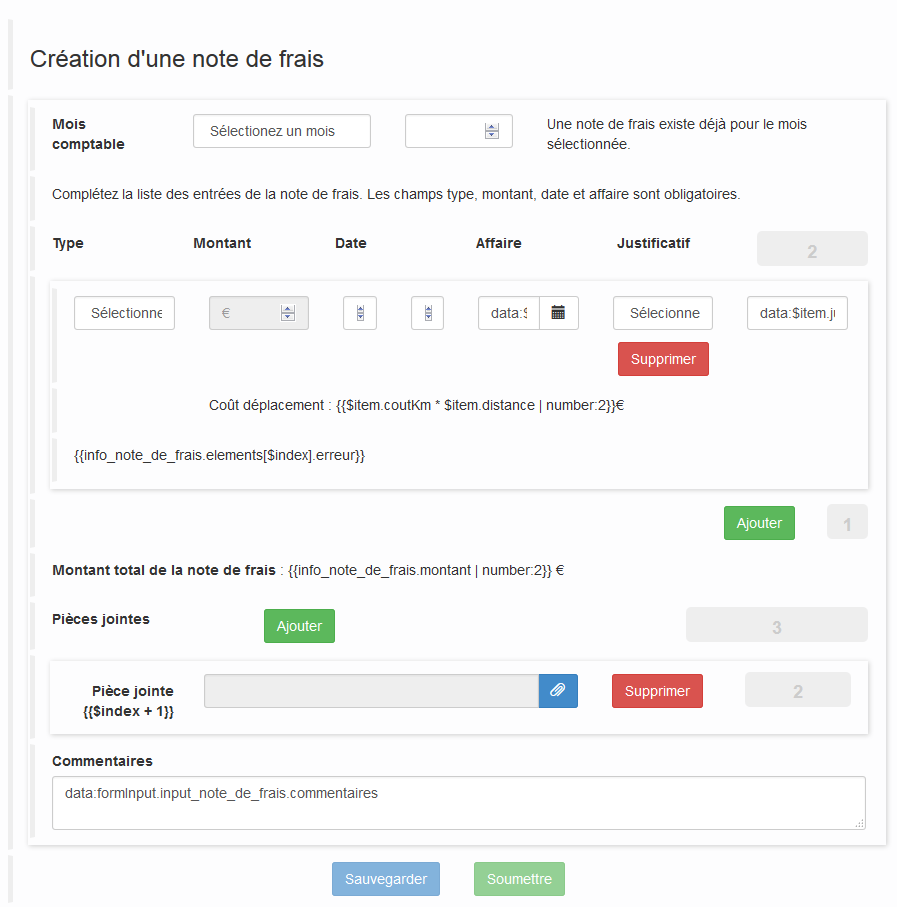 Création d'une note de frais
Mois
comptable
Sélectionez un mois
Une note de frais existe déjà pour le mois
sélectionnée.
Complétez la liste des entrées de la note de frais. Les champs type, montant, date et affaire sont obligatoires.
Type Montant Date Affaire Justificatif 2
Sélectionne € data:$ Sélecionne data:$item.ju
Supprimer
Coût déplacement : {{$item.coutKm * $item.distance | number:2}}€
{{info_note_de_frais.elements[$index].erreur}}
Ajouter 1
Montant total de la note de frais : {{info_note_de_frais.montant | number:2}} €
Pièces jointes Ajouter 3
Pièce jointe
{{$index + 1}}
Supprimer 2
Commentaires
data:formInput.input_note_de_frais.commentaires
Sauvegarder Soumettre